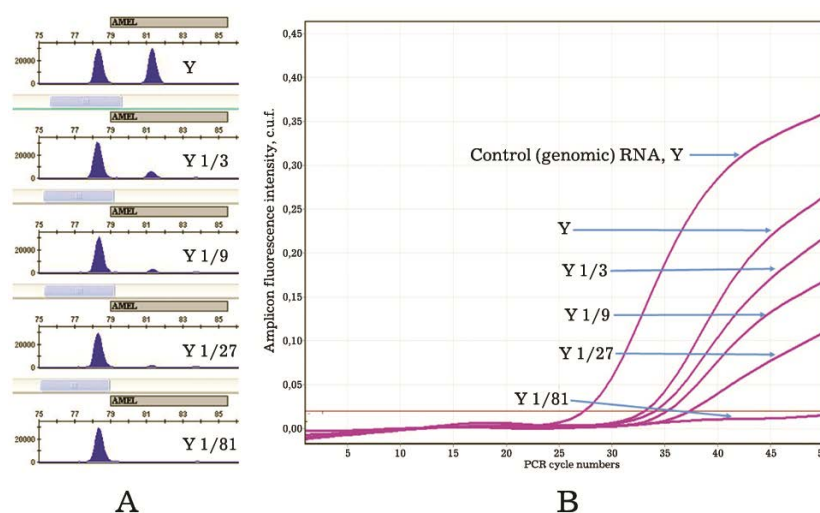 AMEL
75 77 79 81 83 85
20000
0
Y
AMEL
75 77 79 81 83 85
20000
0
Y 1/3
AMEL
75 77 79 81 83 85
20000
0
Y 1/9
AMEL
75 77 79 81 83 85
20000
0
Y 1/27
AMEL
75 77 79 81 83 85
20000
0
Y 1/81
A
Amplicon fluorescence intensity, c.u.f.
0,45
0,40
0,35
0,30
0,25
0,20
0,15
0,10
0,05
0,00
Control (genomic) RNA, Y
Y
Y 1/3
Y 1/9
Y 1/27
Y 1/81
5 10 15 20 25 30 35 40 45 50
PCR cycle numbers
B